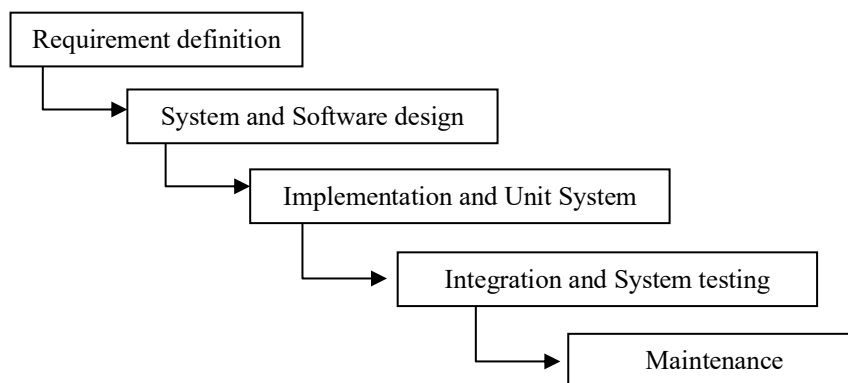 Requirement definition
System and Software design
Implementation and Unit System
Integration and System testing
Maintenance